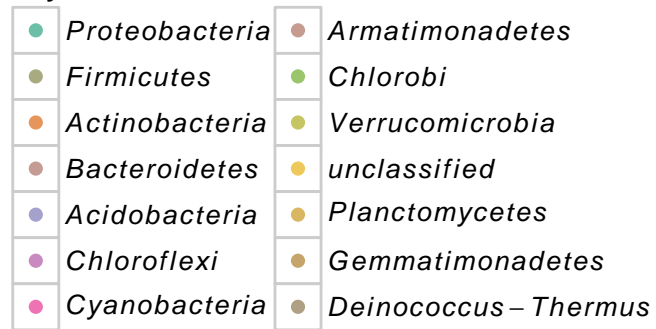 Proteobacteria
Firmicutes
Actinobacteria
Bacteroidetes
Acidobacteria
Chloroflexi
Cyanobacteria
Armatimonadetes
Chlorobi
Verrucomicrobia
unclassified
Planctomycetes
Gemmatimonadetes
Deinococcus–Thermus